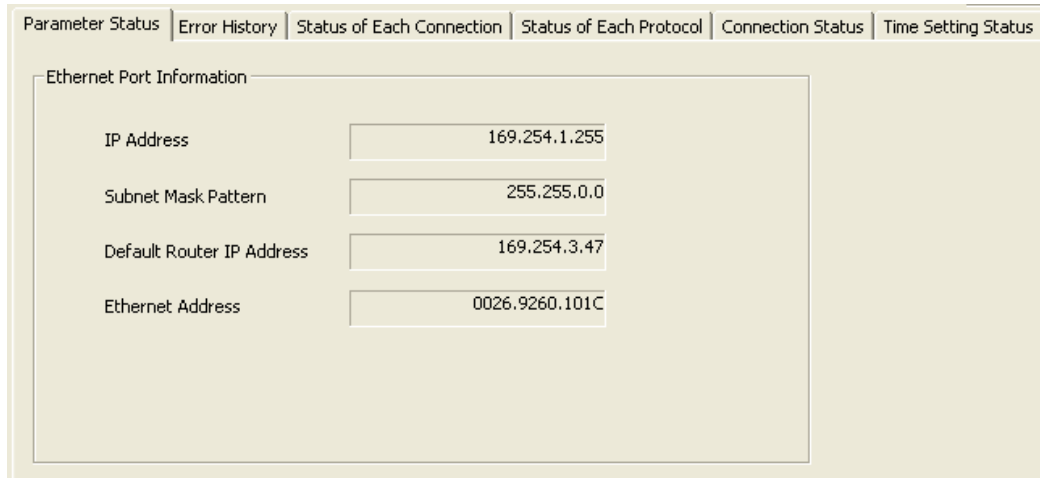 Parameter Status Error History Status of Each Connection Status of Each Protocol Connection Status Time Setting Status
Ethernet Port Information
IP Address 169.254.1.255
Subnet Mask Pattern 255.255.0.0
Default Router IP Address 169.254.3.47
Ethernet Address 0026.9260.101C